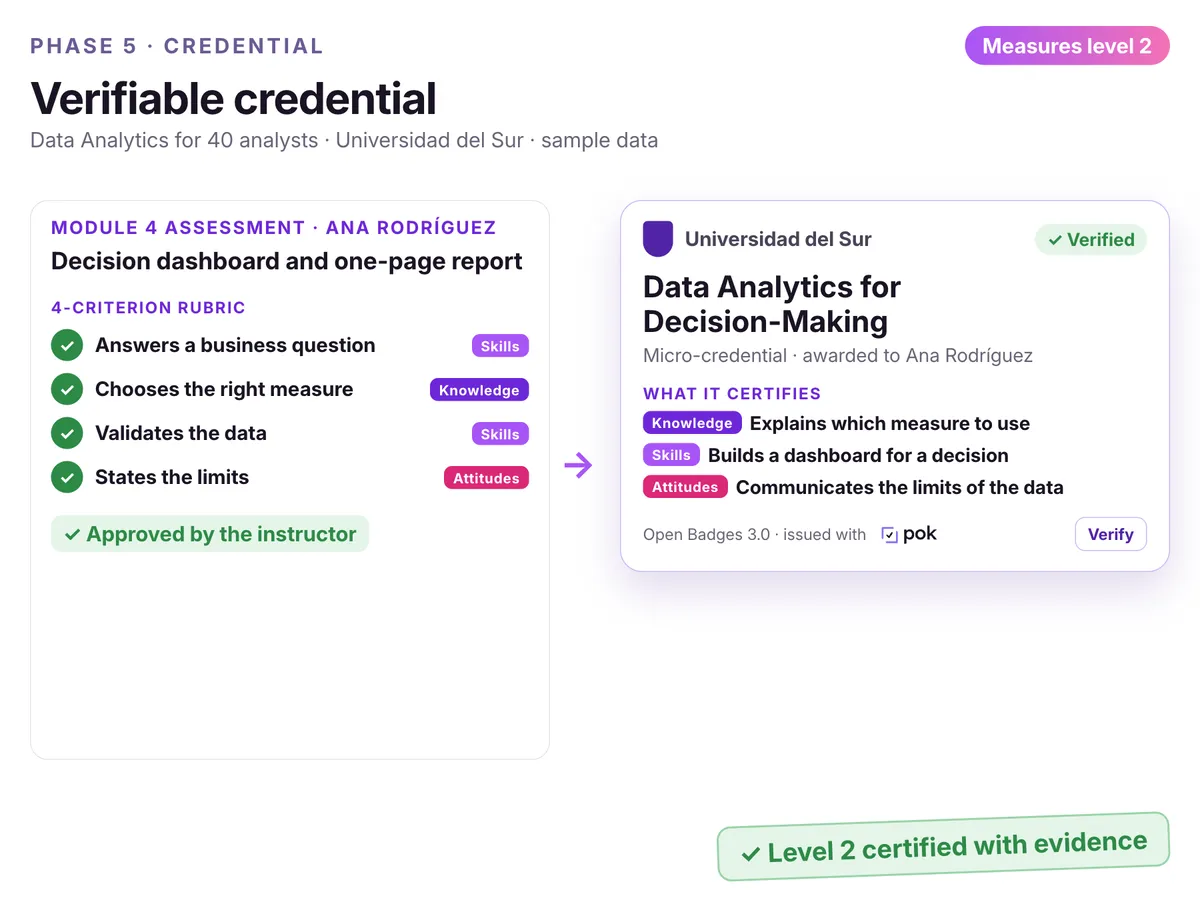 PHASE 5 · CREDENTIAL
Measures level 2
Verifiable credential
Data Analytics for 40 analysts · Universidad del Sur · sample data
MODULE 4 ASSESSMENT · ANA RODRÍGUEZ
Decision dashboard and one-page report
4-CRITERION RUBRIC
Answers a business question Skills
Chooses the right measure Knowledge
Validates the data Skills
States the limits Attitudes
✓ Approved by the instructor
→
Universidad del Sur ✓ Verified
Data Analytics for
Decision-Making
Micro-credential · awarded to Ana Rodríguez
WHAT IT CERTIFIES
Knowledge Explains which measure to use
Skills Builds a dashboard for a decision
Attitudes Communicates the limits of the data
Open Badges 3.0 · issued with pok Verify
✓ Level 2 certified with evidence